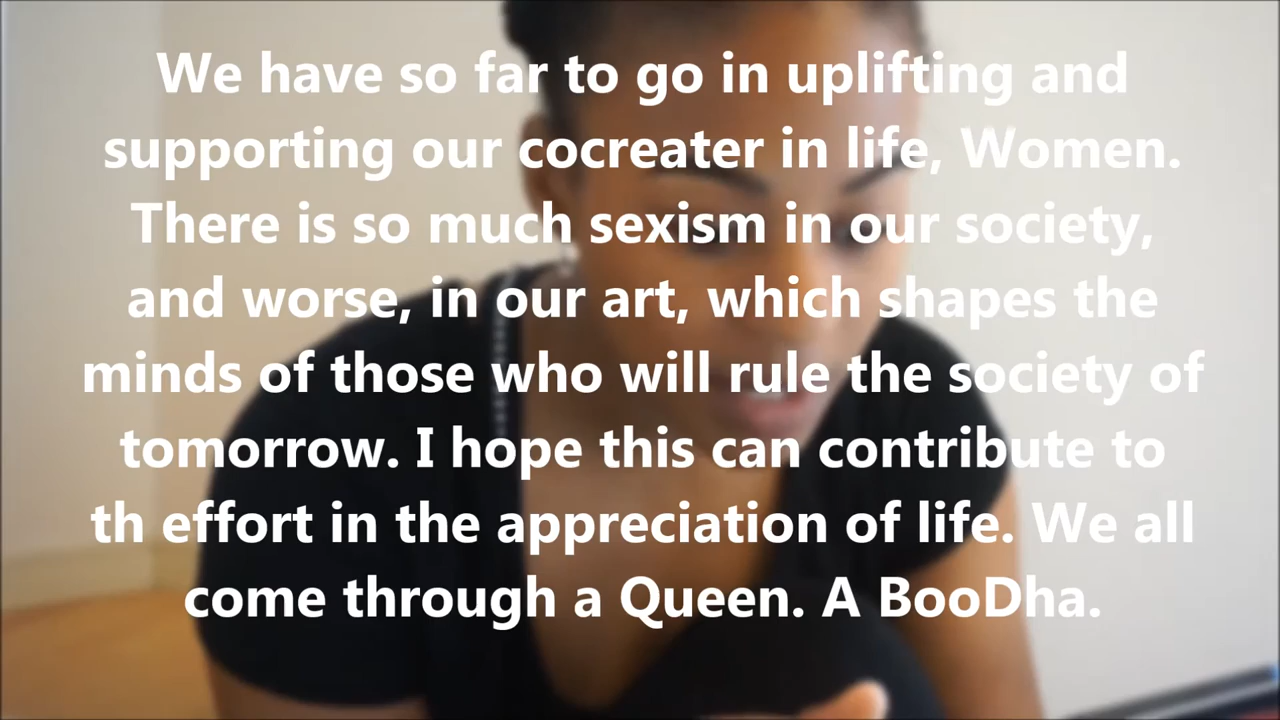 We have so far to go in uplifting and
supporting our cocreater in life, Women.
There is so much sexism in our society,
and worse, in our art, which shapes the
minds of those who will rule the society of
tomorrow. I hope this can contribute to
th effort in the appreciation of life. We all
come through a Queen. A BooDha.